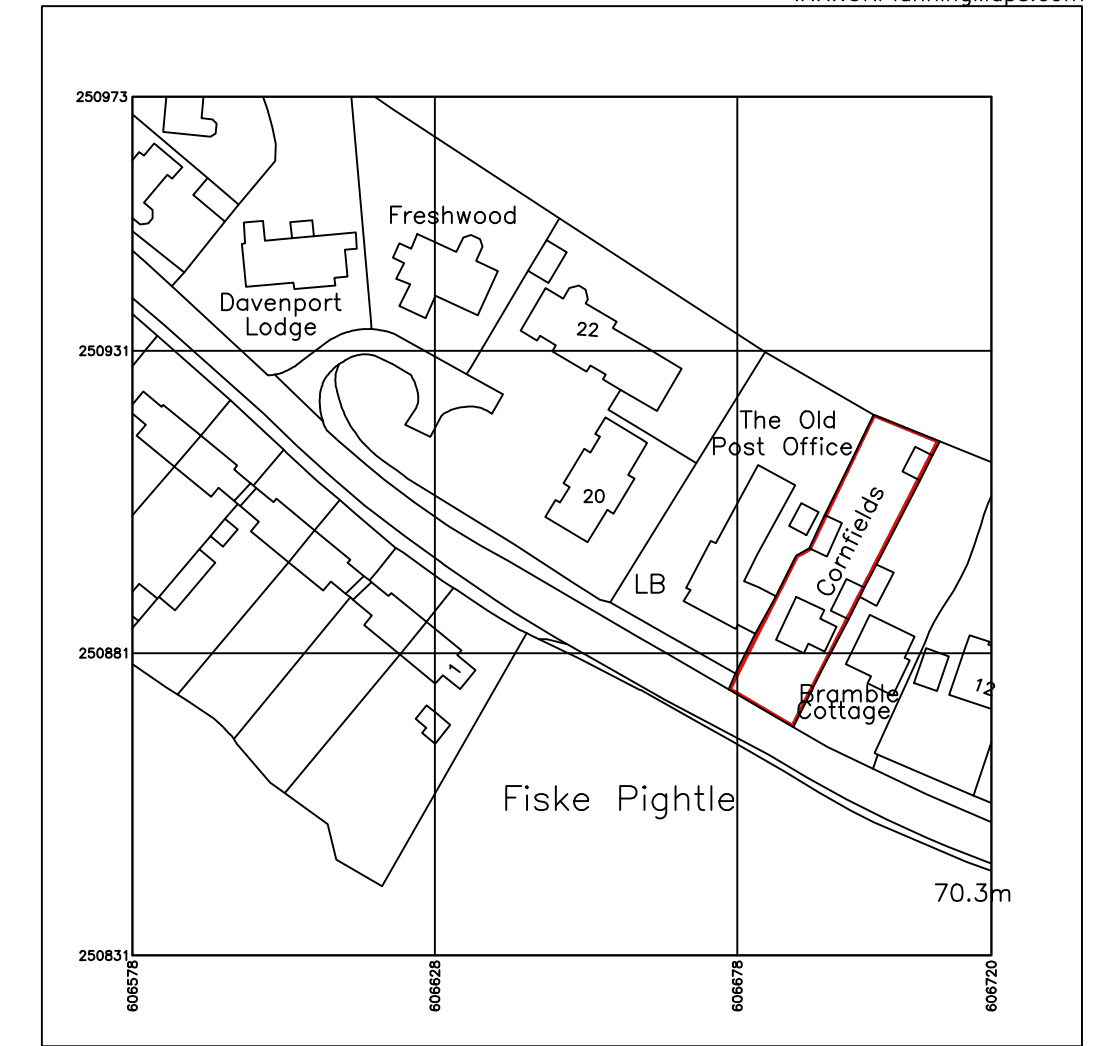 250973
Freshwood
Davenport
Lodge
22
250931
The Old
Post Office
20
Cornfields
LB
250881
1
12
Bramble
Cottage
Fiske Pightle
70.3m
250831
606578
606628
606678
606720